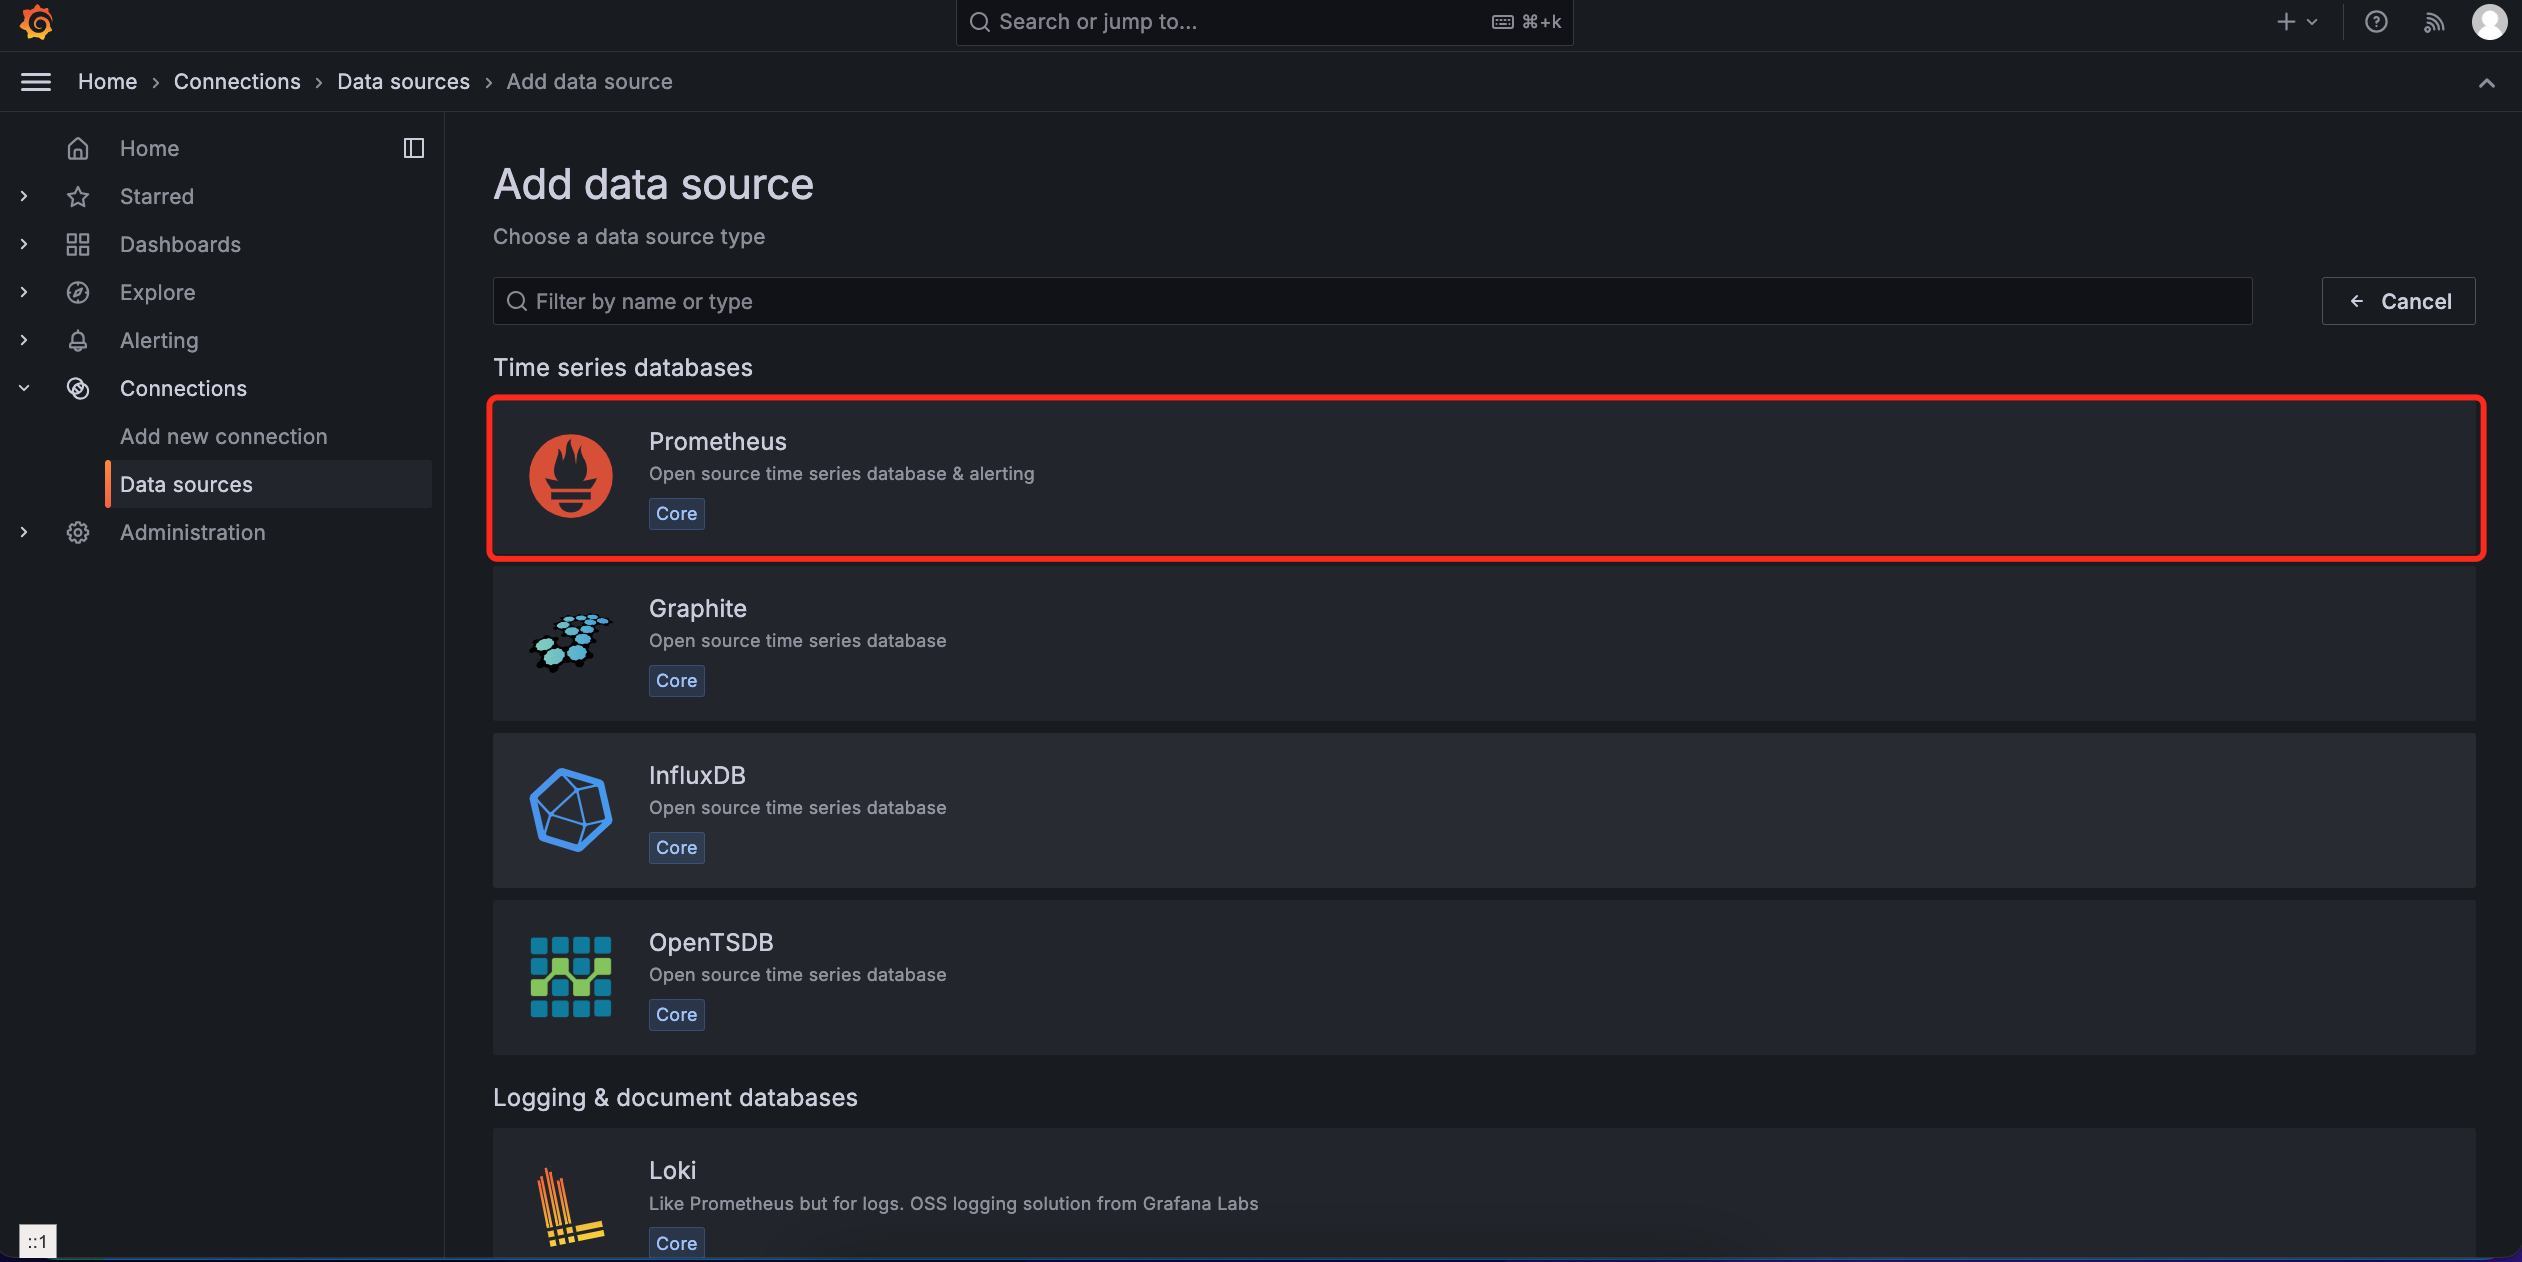 Search or jump to...
⌘+k
Home › Connections › Data sources › Add data source
Home
Starred
Dashboards
Explore
Alerting
Connections
Add new connection
Data sources
Administration
Add data source
Choose a data source type
Filter by name or type
← Cancel
Time series databases
Prometheus
Open source time series database & alerting
Core
Graphite
Open source time series database
Core
InfluxDB
Open source time series database
Core
OpenTSDB
Open source time series database
Core
Logging & document databases
Loki
Like Prometheus but for logs. OSS logging solution from Grafana Labs
Core
::1